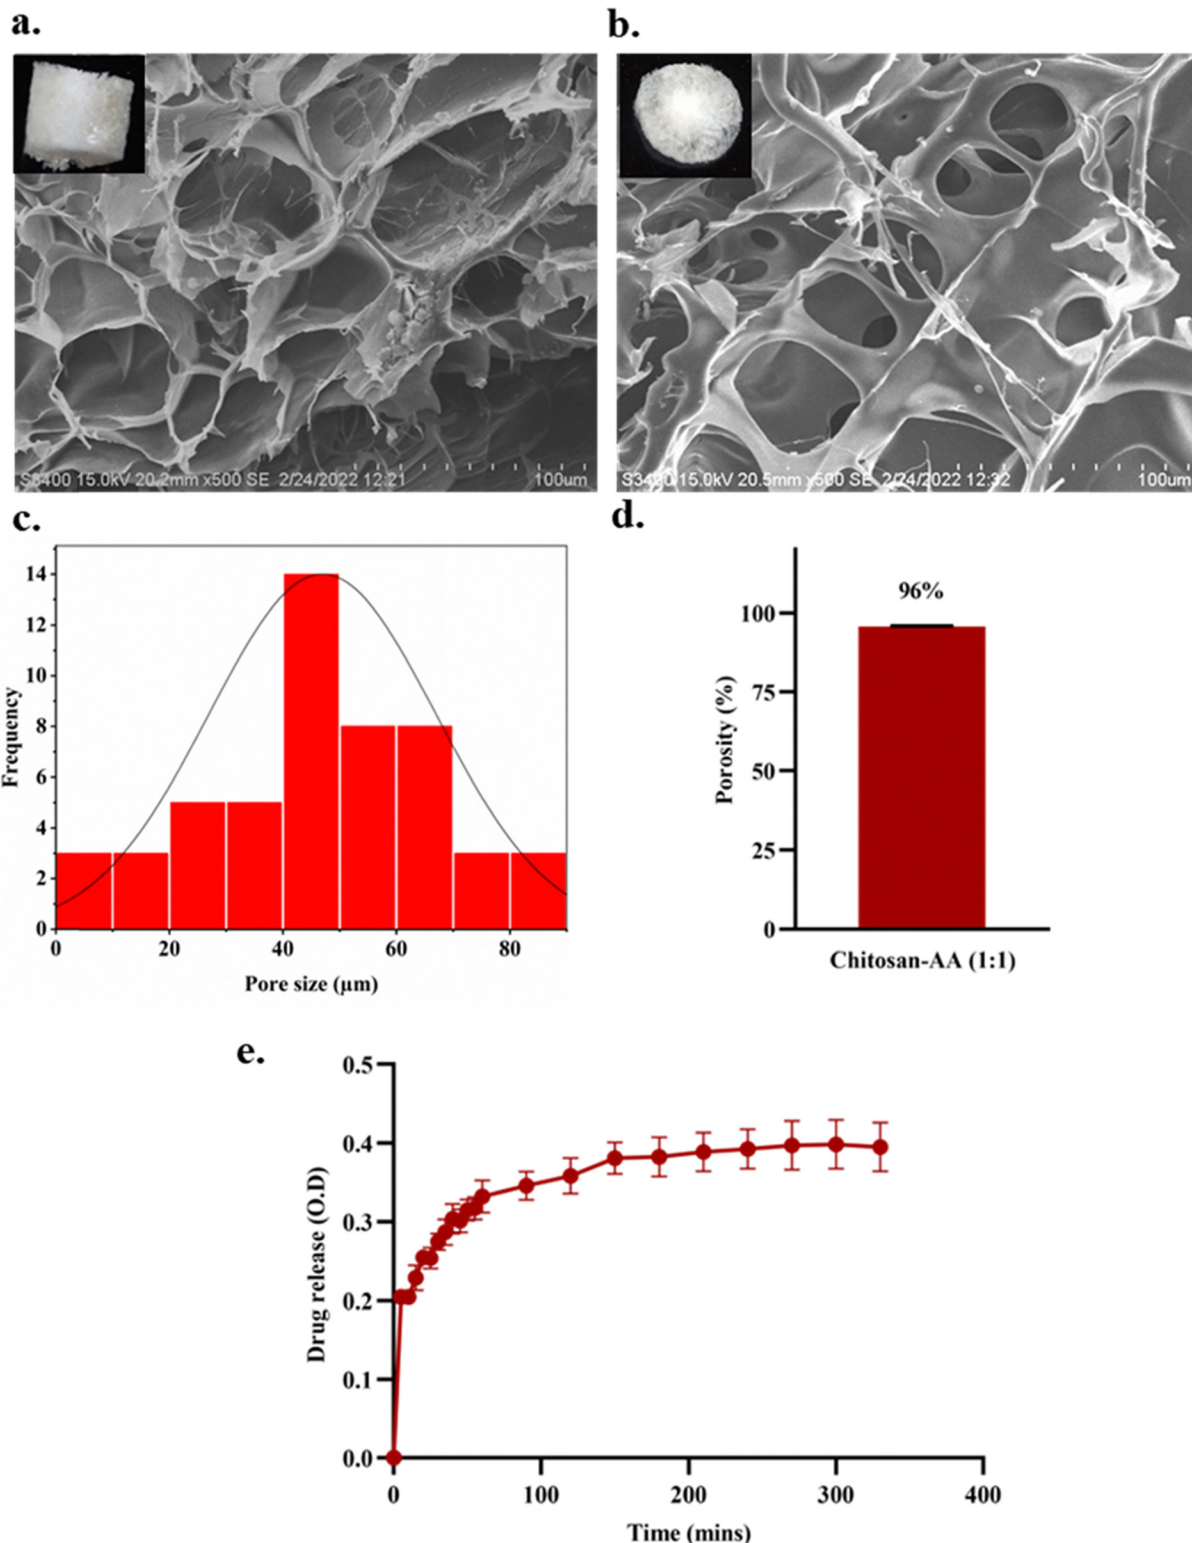 a.
b.
S3400 15.0kV 20.2mm x500 SE 2/24/2022 12:21
100um
S3400 15.0kV 20.5mm x500 SE 2/24/2022 12:32
100um
c.
d.
Frequency
14
12
10
8
6
4
2
0
0
20
40
60
80
Pore size (μm)
96%
Porosity (%)
100
75
50
25
0
Chitosan-AA (1:1)
e.
Drug release (O.D)
0.5
0.4
0.3
0.2
0.1
0.0
0
100
200
300
400
Time (mins)